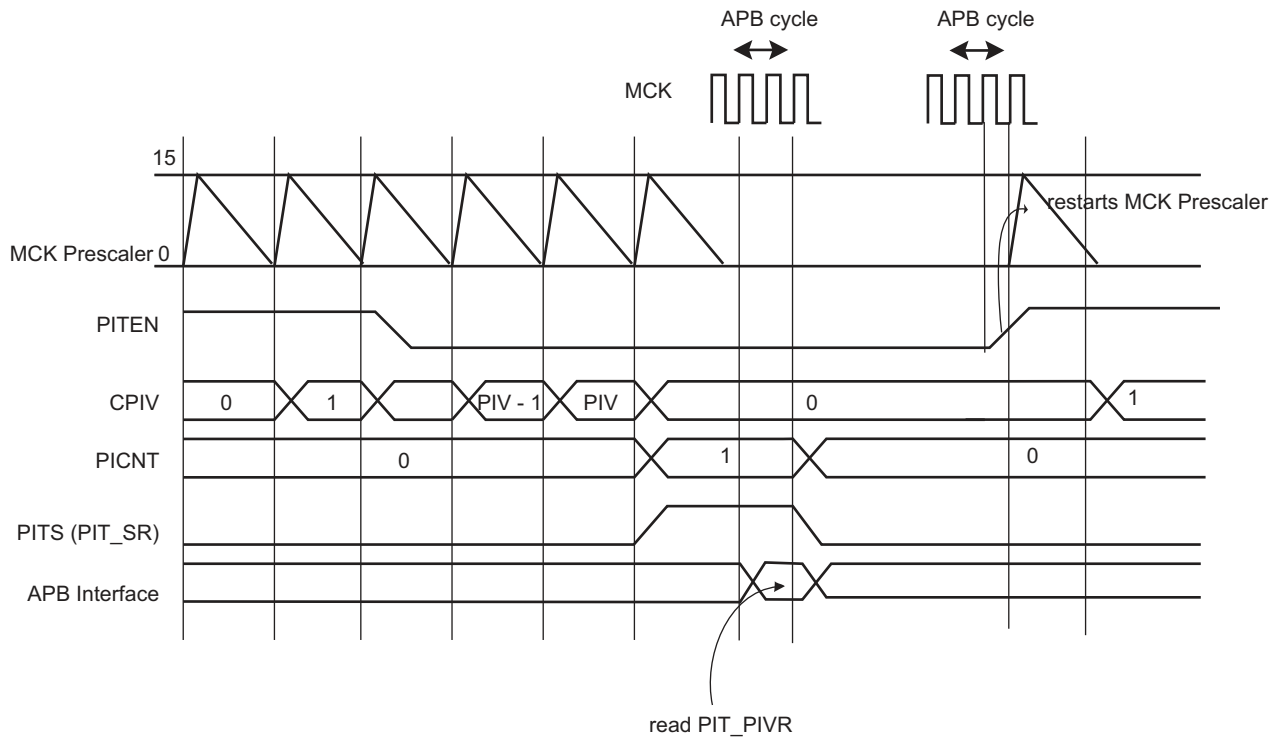 APB cycle
APB cycle
MCK
15
restarts MCK Prescaler
MCK Prescaler 0
PITEN
CPIV
0
1
PIV - 1
PIV
0
1
PICNT
0
1
0
PITS (PIT_SR)
APB Interface
read PIT_PIVR